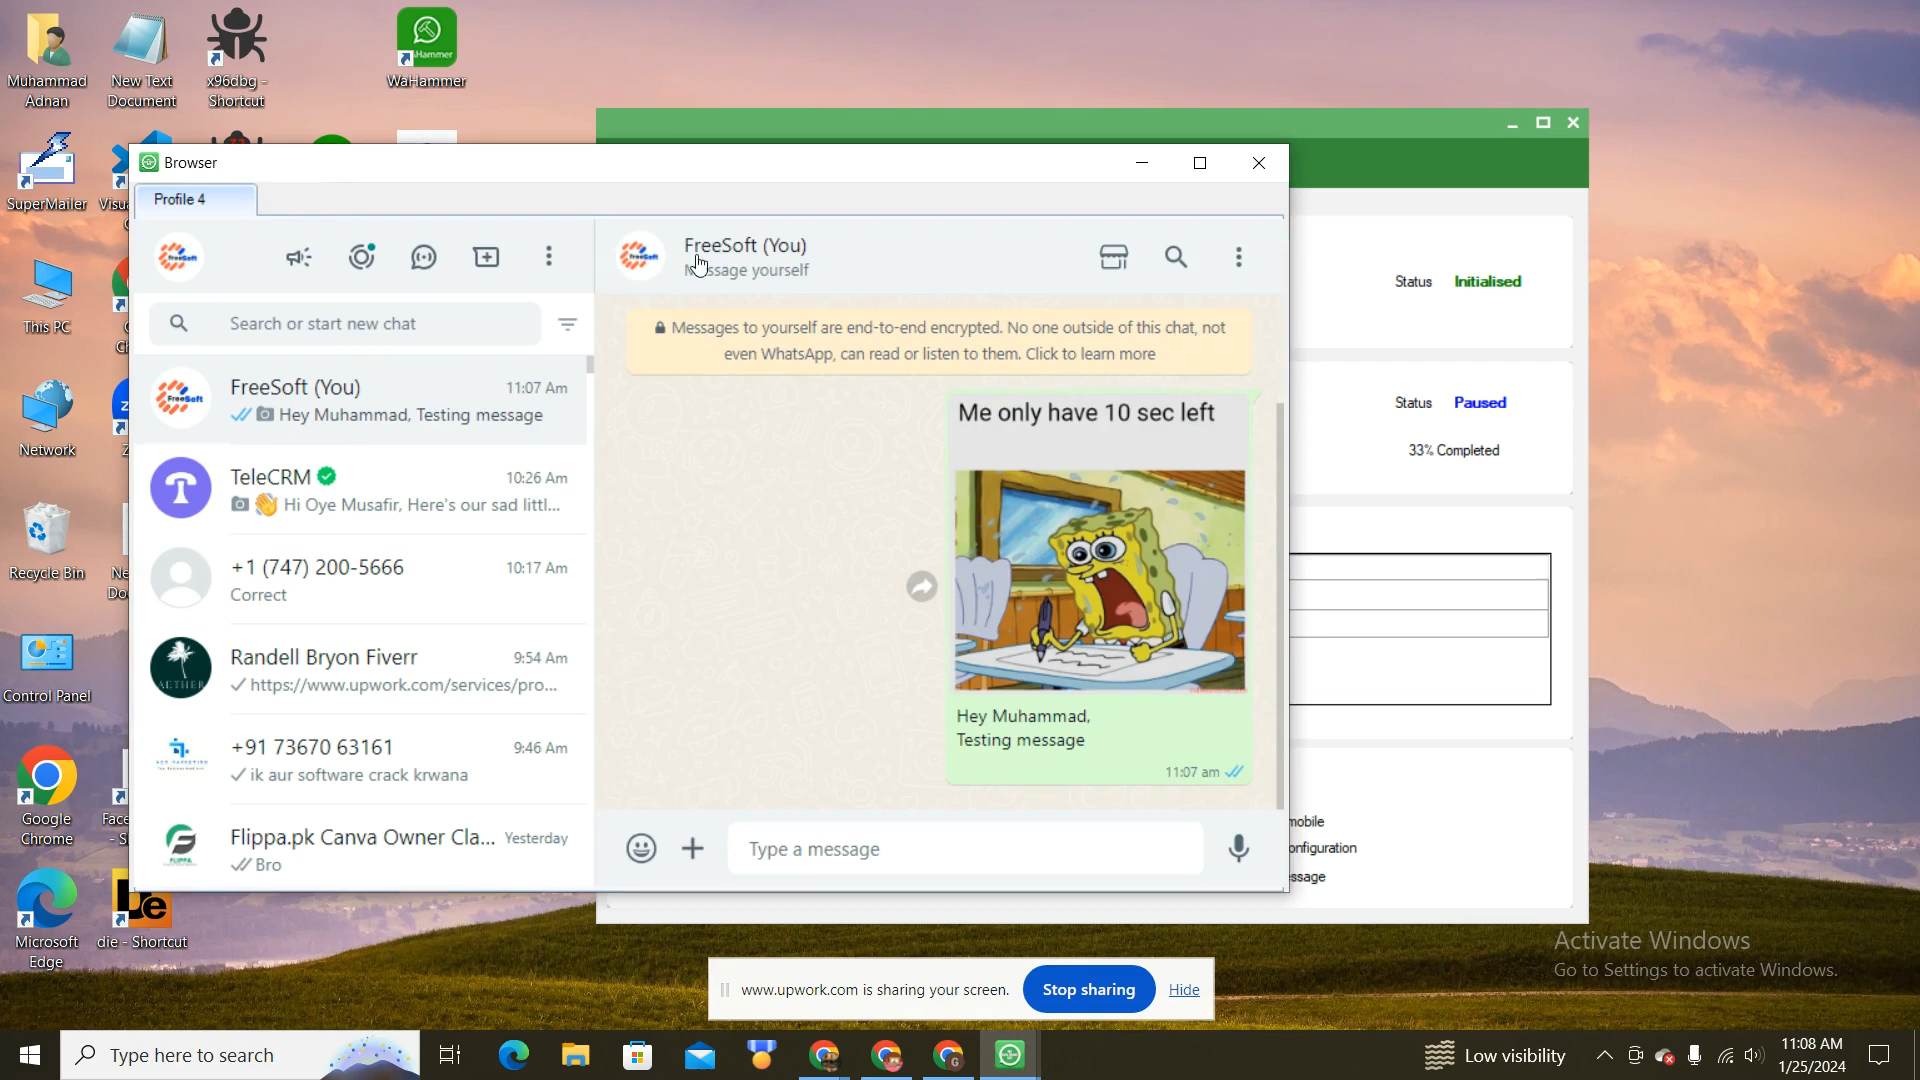 Muhammad
Adnan
New Text
Document
x96dbg -
Shortcut
Hammer
WaHammer
SuperMailer
This PC
Network
Recycle Bin
Control Panel
Google
Chrome
Microsoft
Edge
die - Shortcut
Browser
Profile 4
FreeSoft (You)
Message yourself
Search or start new chat
FreeSoft (You)
11:07 Am
Hey Muhammad, Testing message
TeleCRM
10:26 Am
Hi Oye Musafir, Here's our sad littl...
+1 (747) 200-5666
10:17 Am
Correct
Randell Bryon Fiverr
9:54 Am
https://www.upwork.com/services/pro...
AETHER
+91 73670 63161
9:46 Am
ik aur software crack krwana
Flippa.pk Canva Owner Cla...
Yesterday
Bro
FLIPPA
Messages to yourself are end-to-end encrypted. No one outside of this chat, not
even WhatsApp, can read or listen to them. Click to learn more
Me only have 10 sec left
Hey Muhammad,
Testing message
11:07 am
Type a message
Status Initialised
Status Paused
33% Completed
mobile
onfiguration
ssage
Activate Windows
Go to Settings to activate Windows.
www.upwork.com is sharing your screen.
Stop sharing
Hide
Type here to search
Low visibility
11:08 AM
1/25/2024